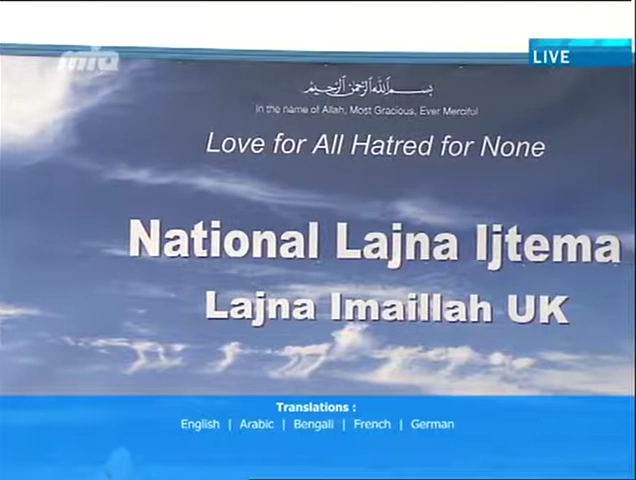 mta
LIVE
بسم الله الرحمن الرحيم
In the name of Allah, Most Gracious, Ever Merciful
Love for All Hatred for None
National Lajna Ijtema
Lajna Imaillah UK
Translations :
English | Arabic | Bengali | French | German